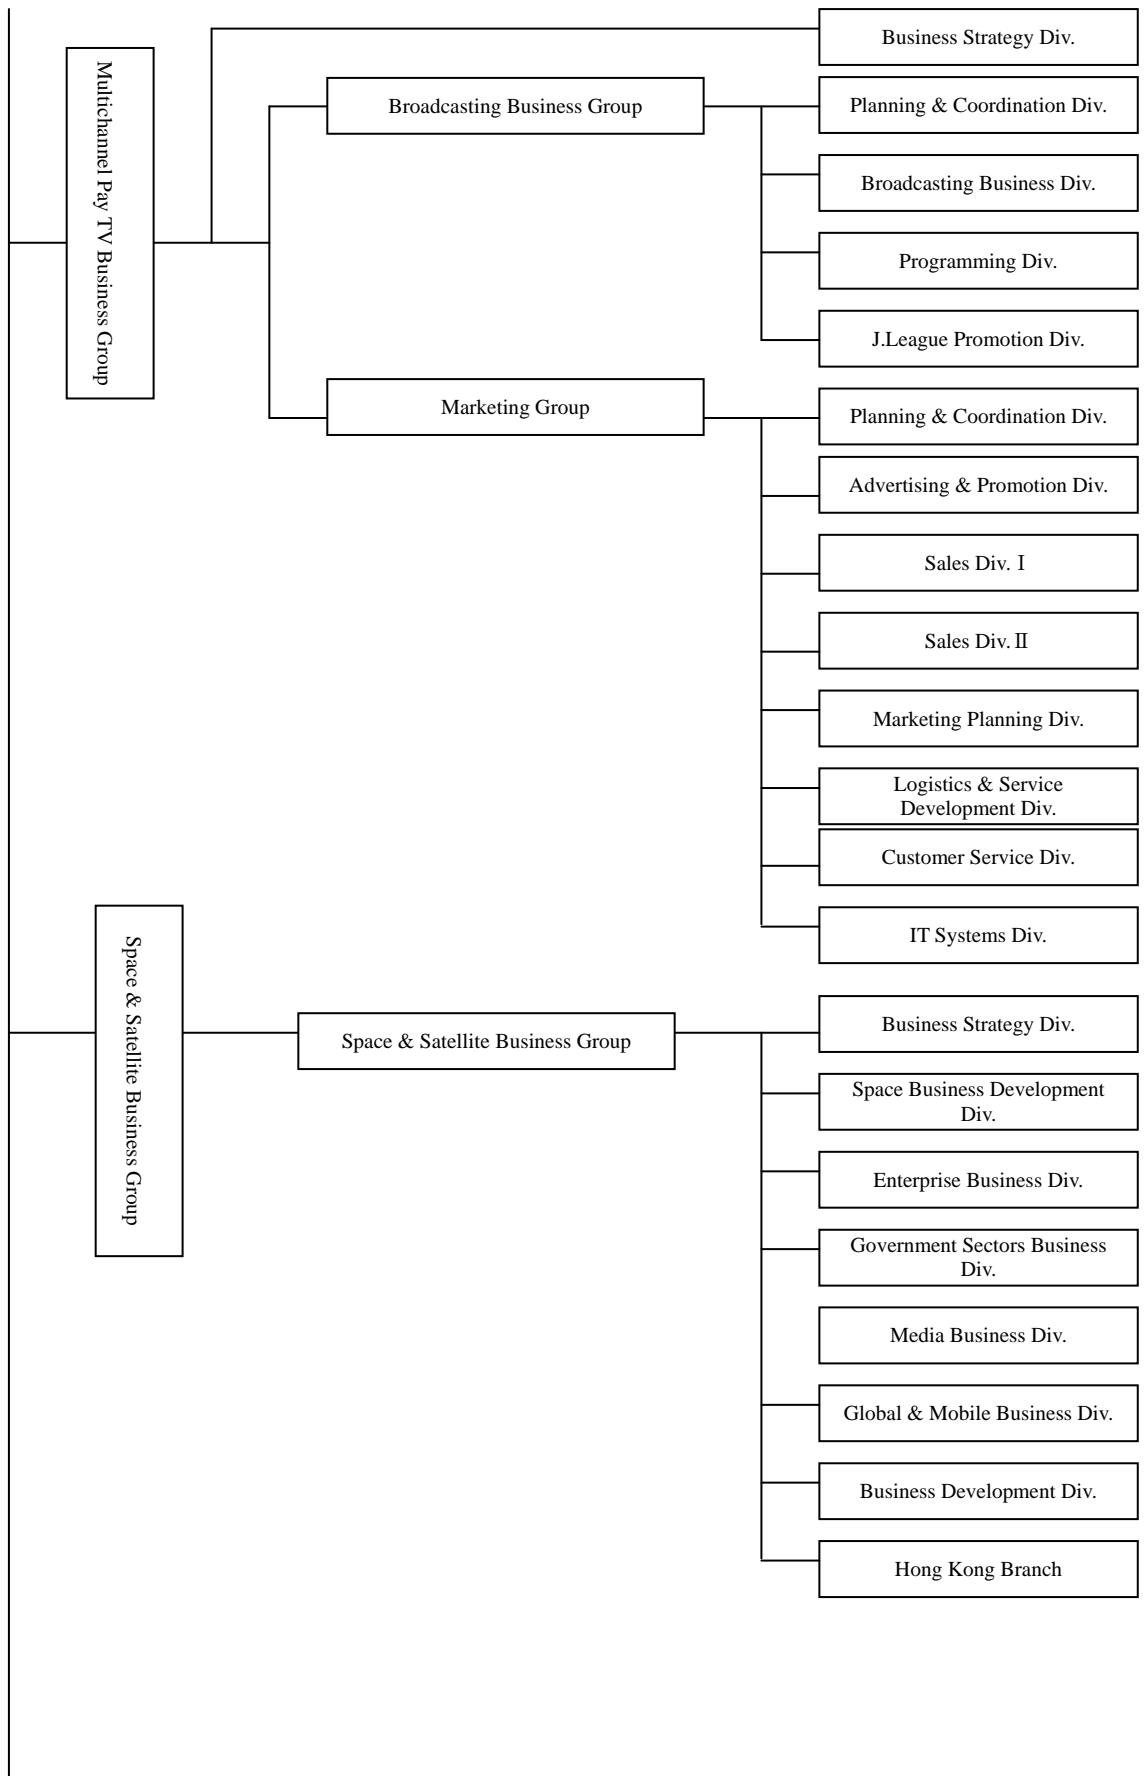 Business Strategy Div.
Multichannel Pay TV Business Group
Broadcasting Business Group
Planning & Coordination Div.
Broadcasting Business Div.
Programming Div.
J.League Promotion Div.
Marketing Group
Planning & Coordination Div.
Advertising & Promotion Div.
Sales Div. Ⅰ
Sales Div. Ⅱ
Marketing Planning Div.
Logistics & Service
Development Div.
Customer Service Div.
IT Systems Div.
Space & Satellite Business Group
Space & Satellite Business Group
Business Strategy Div.
Space Business Development
Div.
Enterprise Business Div.
Government Sectors Business
Div.
Media Business Div.
Global & Mobile Business Div.
Business Development Div.
Hong Kong Branch